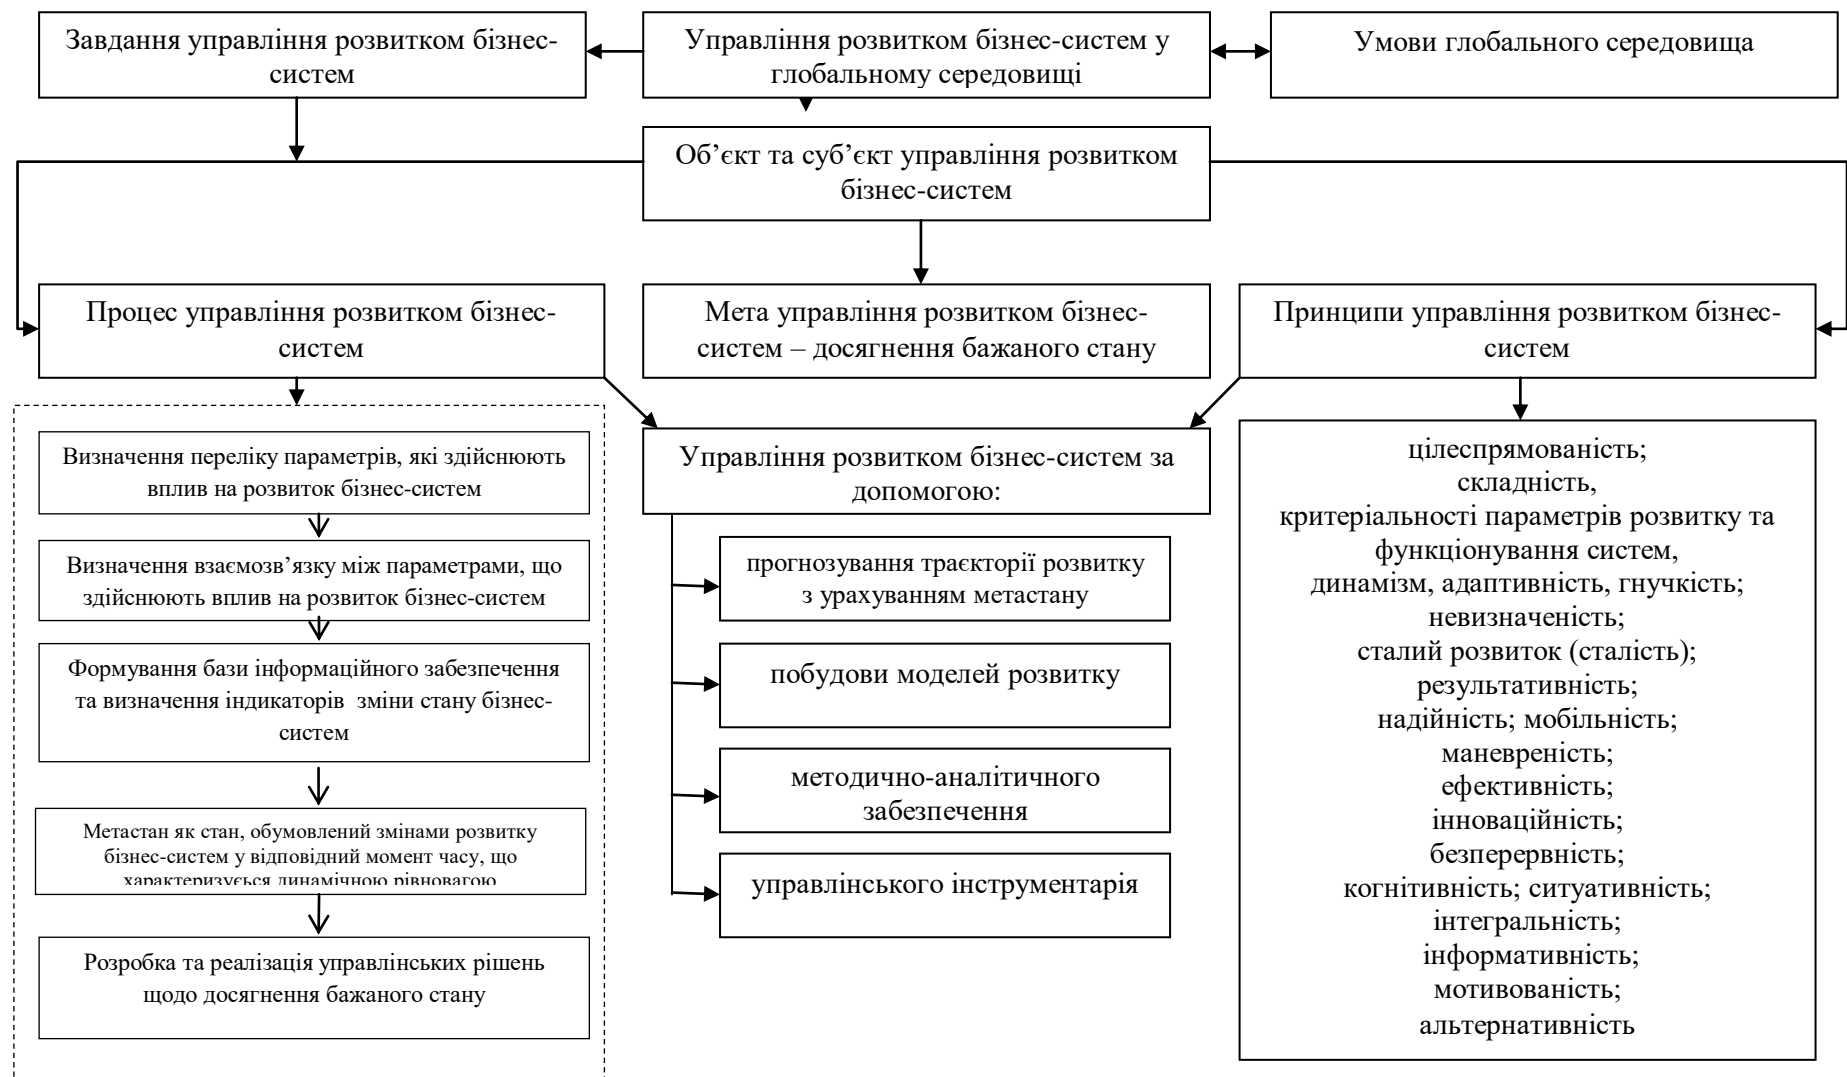 Завдання управління розвитком бізнес-
систем
Управління розвитком бізнес-систем у
глобальному середовищі
Умови глобального середовища
Об’єкт та суб’єкт управління розвитком
бізнес-систем
Процес управління розвитком бізнес-
систем
Мета управління розвитком бізнес-
систем – досягнення бажаного стану
Принципи управління розвитком бізнес-
систем
Визначення переліку параметрів, які здійснюють
вплив на розвиток бізнес-систем
Визначення взаємозв’язку між параметрами, що
здійснюють вплив на розвиток бізнес-систем
Формування бази інформаційного забезпечення
та визначення індикаторів зміни стану бізнес-
систем
Метастан як стан, обумовлений змінами розвитку
бізнес-систем у відповідний момент часу, що
характеризується динамічною рівновагою
Розробка та реалізація управлінських рішень
щодо досягнення бажаного стану
Управління розвитком бізнес-систем за
допомогою:
прогнозування траєкторії розвитку
з урахуванням метастану
побудови моделей розвитку
методично-аналітичного
забезпечення
управлінського інструментарія
цілеспрямованість;
складність,
критеріальності параметрів розвитку та
функціонування систем,
динамізм, адаптивність, гнучкість;
невизначеність;
сталий розвиток (сталість);
результативність;
надійність; мобільність;
маневреність;
ефективність;
інноваційність;
безперервність;
когнітивність; ситуативність;
інтегральність;
інформативність;
мотивованість;
альтернативність